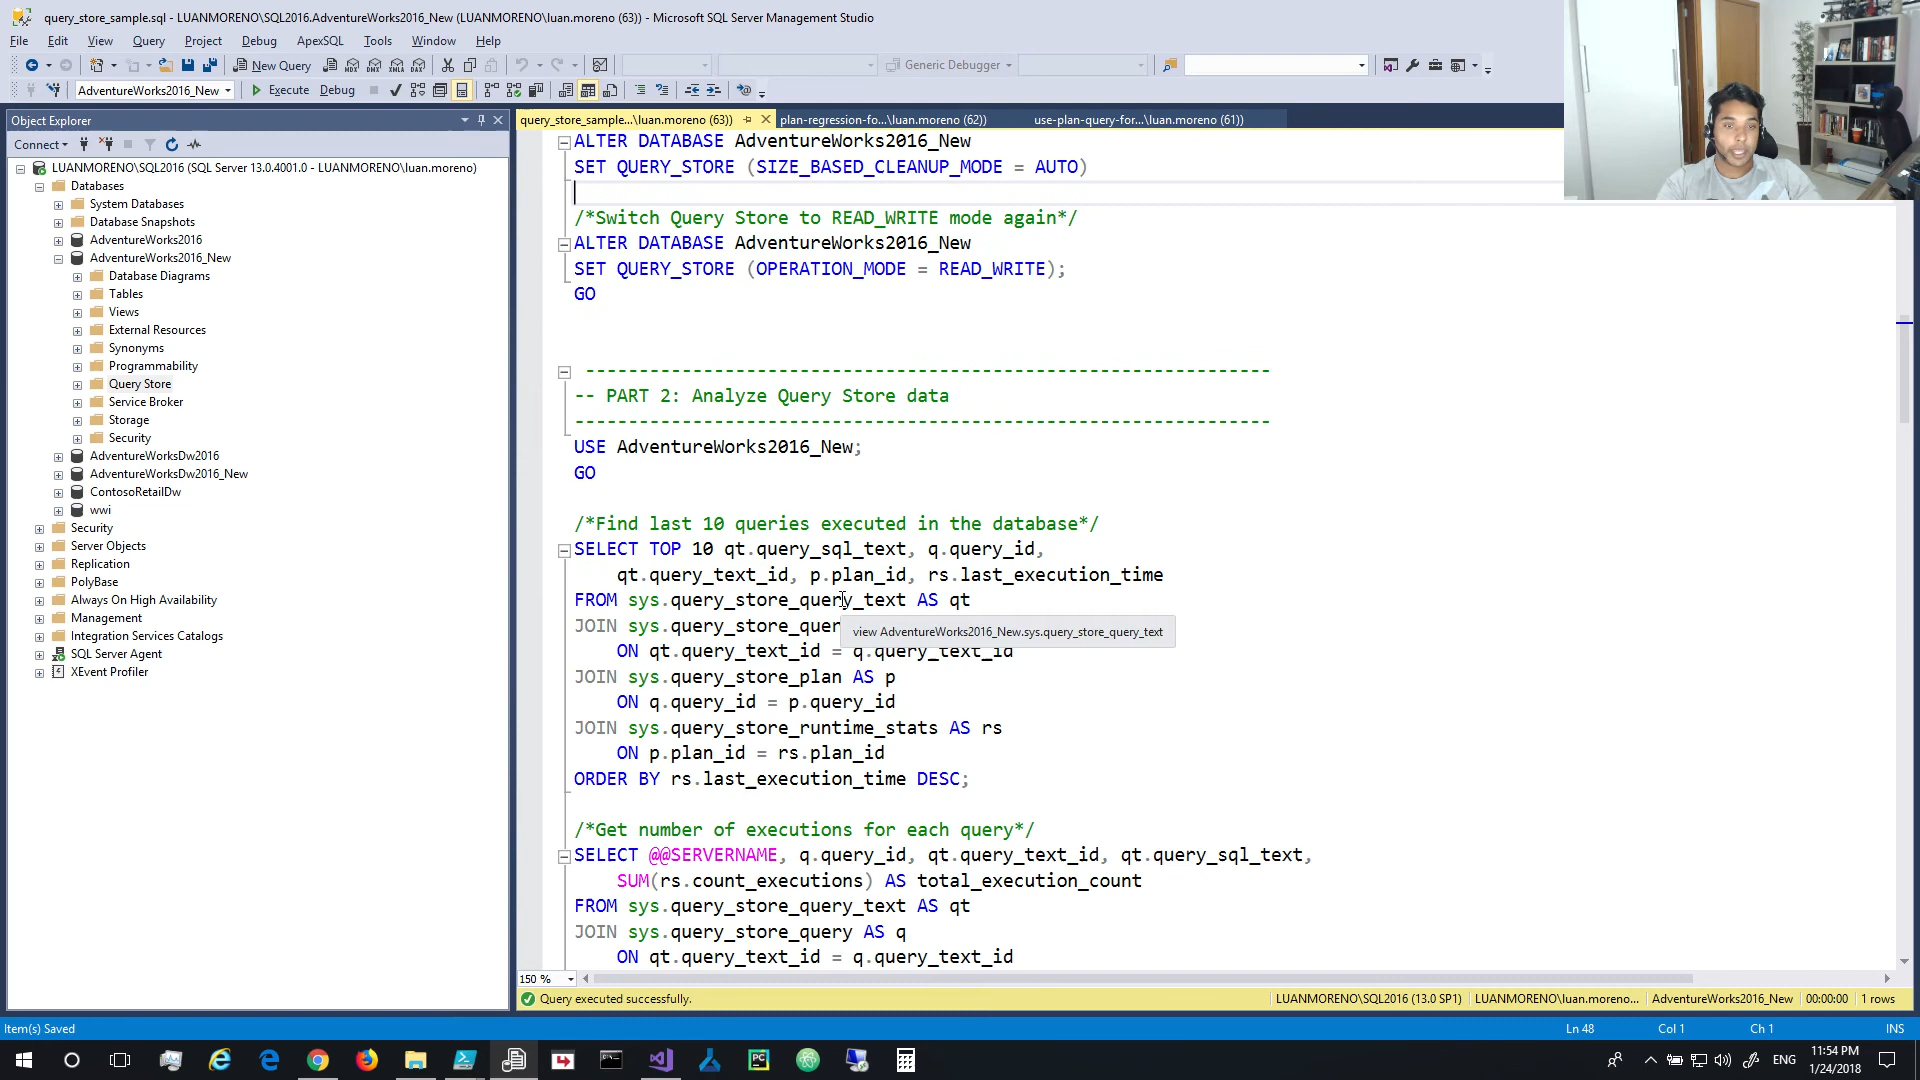 query_store_sample.sql - LUANMORENO\SQL2016.AdventureWorks2016_New (LUANMORENO\luan.moreno (63)) - Microsoft SQL Server Management Studio
File Edit View Query Project Debug ApexSQL Tools Window Help
New Query
Generic Debugger
AdventureWorks2016_New
Execute Debug
Object Explorer
Connect
LUANMORENO\SQL2016 (SQL Server 13.0.4001.0 - LUANMORENO\luan.moreno)
Databases
System Databases
Database Snapshots
AdventureWorks2016
AdventureWorks2016_New
Database Diagrams
Tables
Views
External Resources
Synonyms
Programmability
Query Store
Service Broker
Storage
Security
AdventureWorksDw2016
AdventureWorksDw2016_New
ContosoRetailDw
wwi
Security
Server Objects
Replication
PolyBase
Always On High Availability
Management
Integration Services Catalogs
SQL Server Agent
XEvent Profiler
query_store_sample...\luan.moreno (63)) plan-regression-fo...\luan.moreno (62)) use-plan-query-for...\luan.moreno (61))
ALTER DATABASE AdventureWorks2016_New
SET QUERY_STORE (SIZE_BASED_CLEANUP_MODE = AUTO)
/*Switch Query Store to READ_WRITE mode again*/
ALTER DATABASE AdventureWorks2016_New
SET QUERY_STORE (OPERATION_MODE = READ_WRITE);
GO
----------------------------------------------------------------
-- PART 2: Analyze Query Store data
-----------------------------------------------------------------
USE AdventureWorks2016_New;
GO
/*Find last 10 queries executed in the database*/
SELECT TOP 10 qt.query_sql_text, q.query_id,
qt.query_text_id, p.plan_id, rs.last_execution_time
FROM sys.query_store_query_text AS qt
JOIN sys.query_store_quer
view AdventureWorks2016_New.sys.query_store_query_text
ON qt.query_text_id = q.query_text_id
JOIN sys.query_store_plan AS p
ON q.query_id = p.query_id
JOIN sys.query_store_runtime_stats AS rs
ON p.plan_id = rs.plan_id
ORDER BY rs.last_execution_time DESC;
/*Get number of executions for each query*/
SELECT @@SERVERNAME, q.query_id, qt.query_text_id, qt.query_sql_text,
SUM(rs.count_executions) AS total_execution_count
FROM sys.query_store_query_text AS qt
JOIN sys.query_store_query AS q
ON qt.query_text_id = q.query_text_id
150 %
Query executed successfully. LUANMORENO\SQL2016 (13.0 SP1) LUANMORENO\luan.moreno... AdventureWorks2016_New 00:00:00 1 rows
Item(s) Saved Ln 48 Col 1 Ch 1 INS
ENG
11:54 PM
1/24/2018